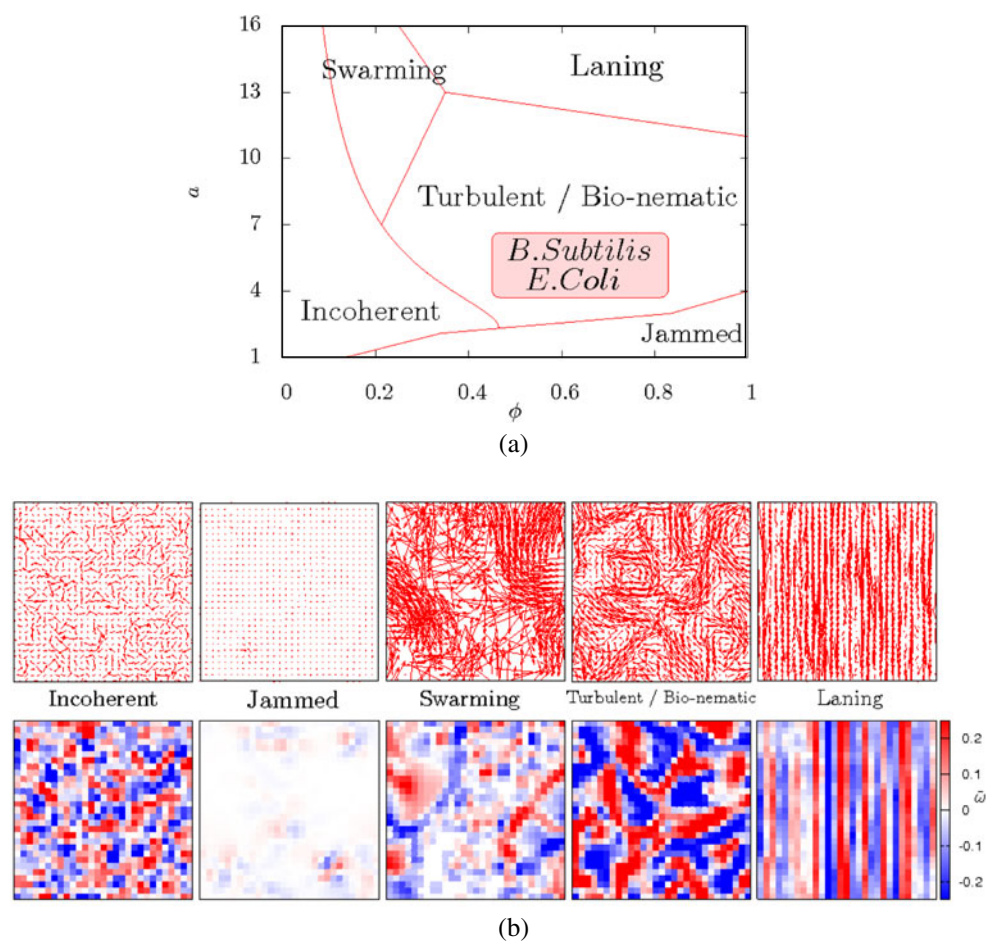 16
13
10
7
4
1
a
Swarming
Laning
Turbulent / Bio-nematic
B.Subtilis
E.Coli
Incoherent
Jammed
0 0.2 0.4 0.6 0.8 1
ϕ
(a)
Incoherent Jammed Swarming Turbulent / Bio-nematic Laning
0.2
0.1
0
-0.1
-0.2
ω̃
(b)